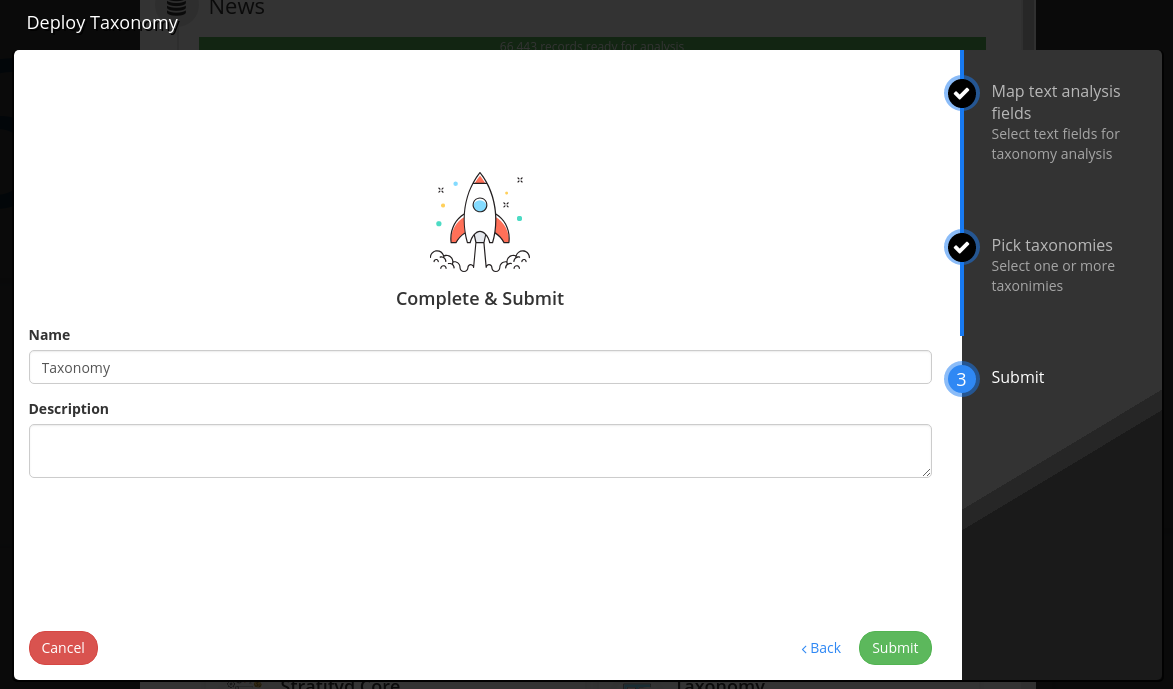 News
Deploy Taxonomy
66,443 records ready for analysis
Map text analysis
fields
Select text fields for
taxonomy analysis
Pick taxonomies
Select one or more
taxonimies
Complete & Submit
Name
Taxonomy
3 Submit
Description
Cancel
‹ Back
Submit
Stratifyd Core
Taxonomy